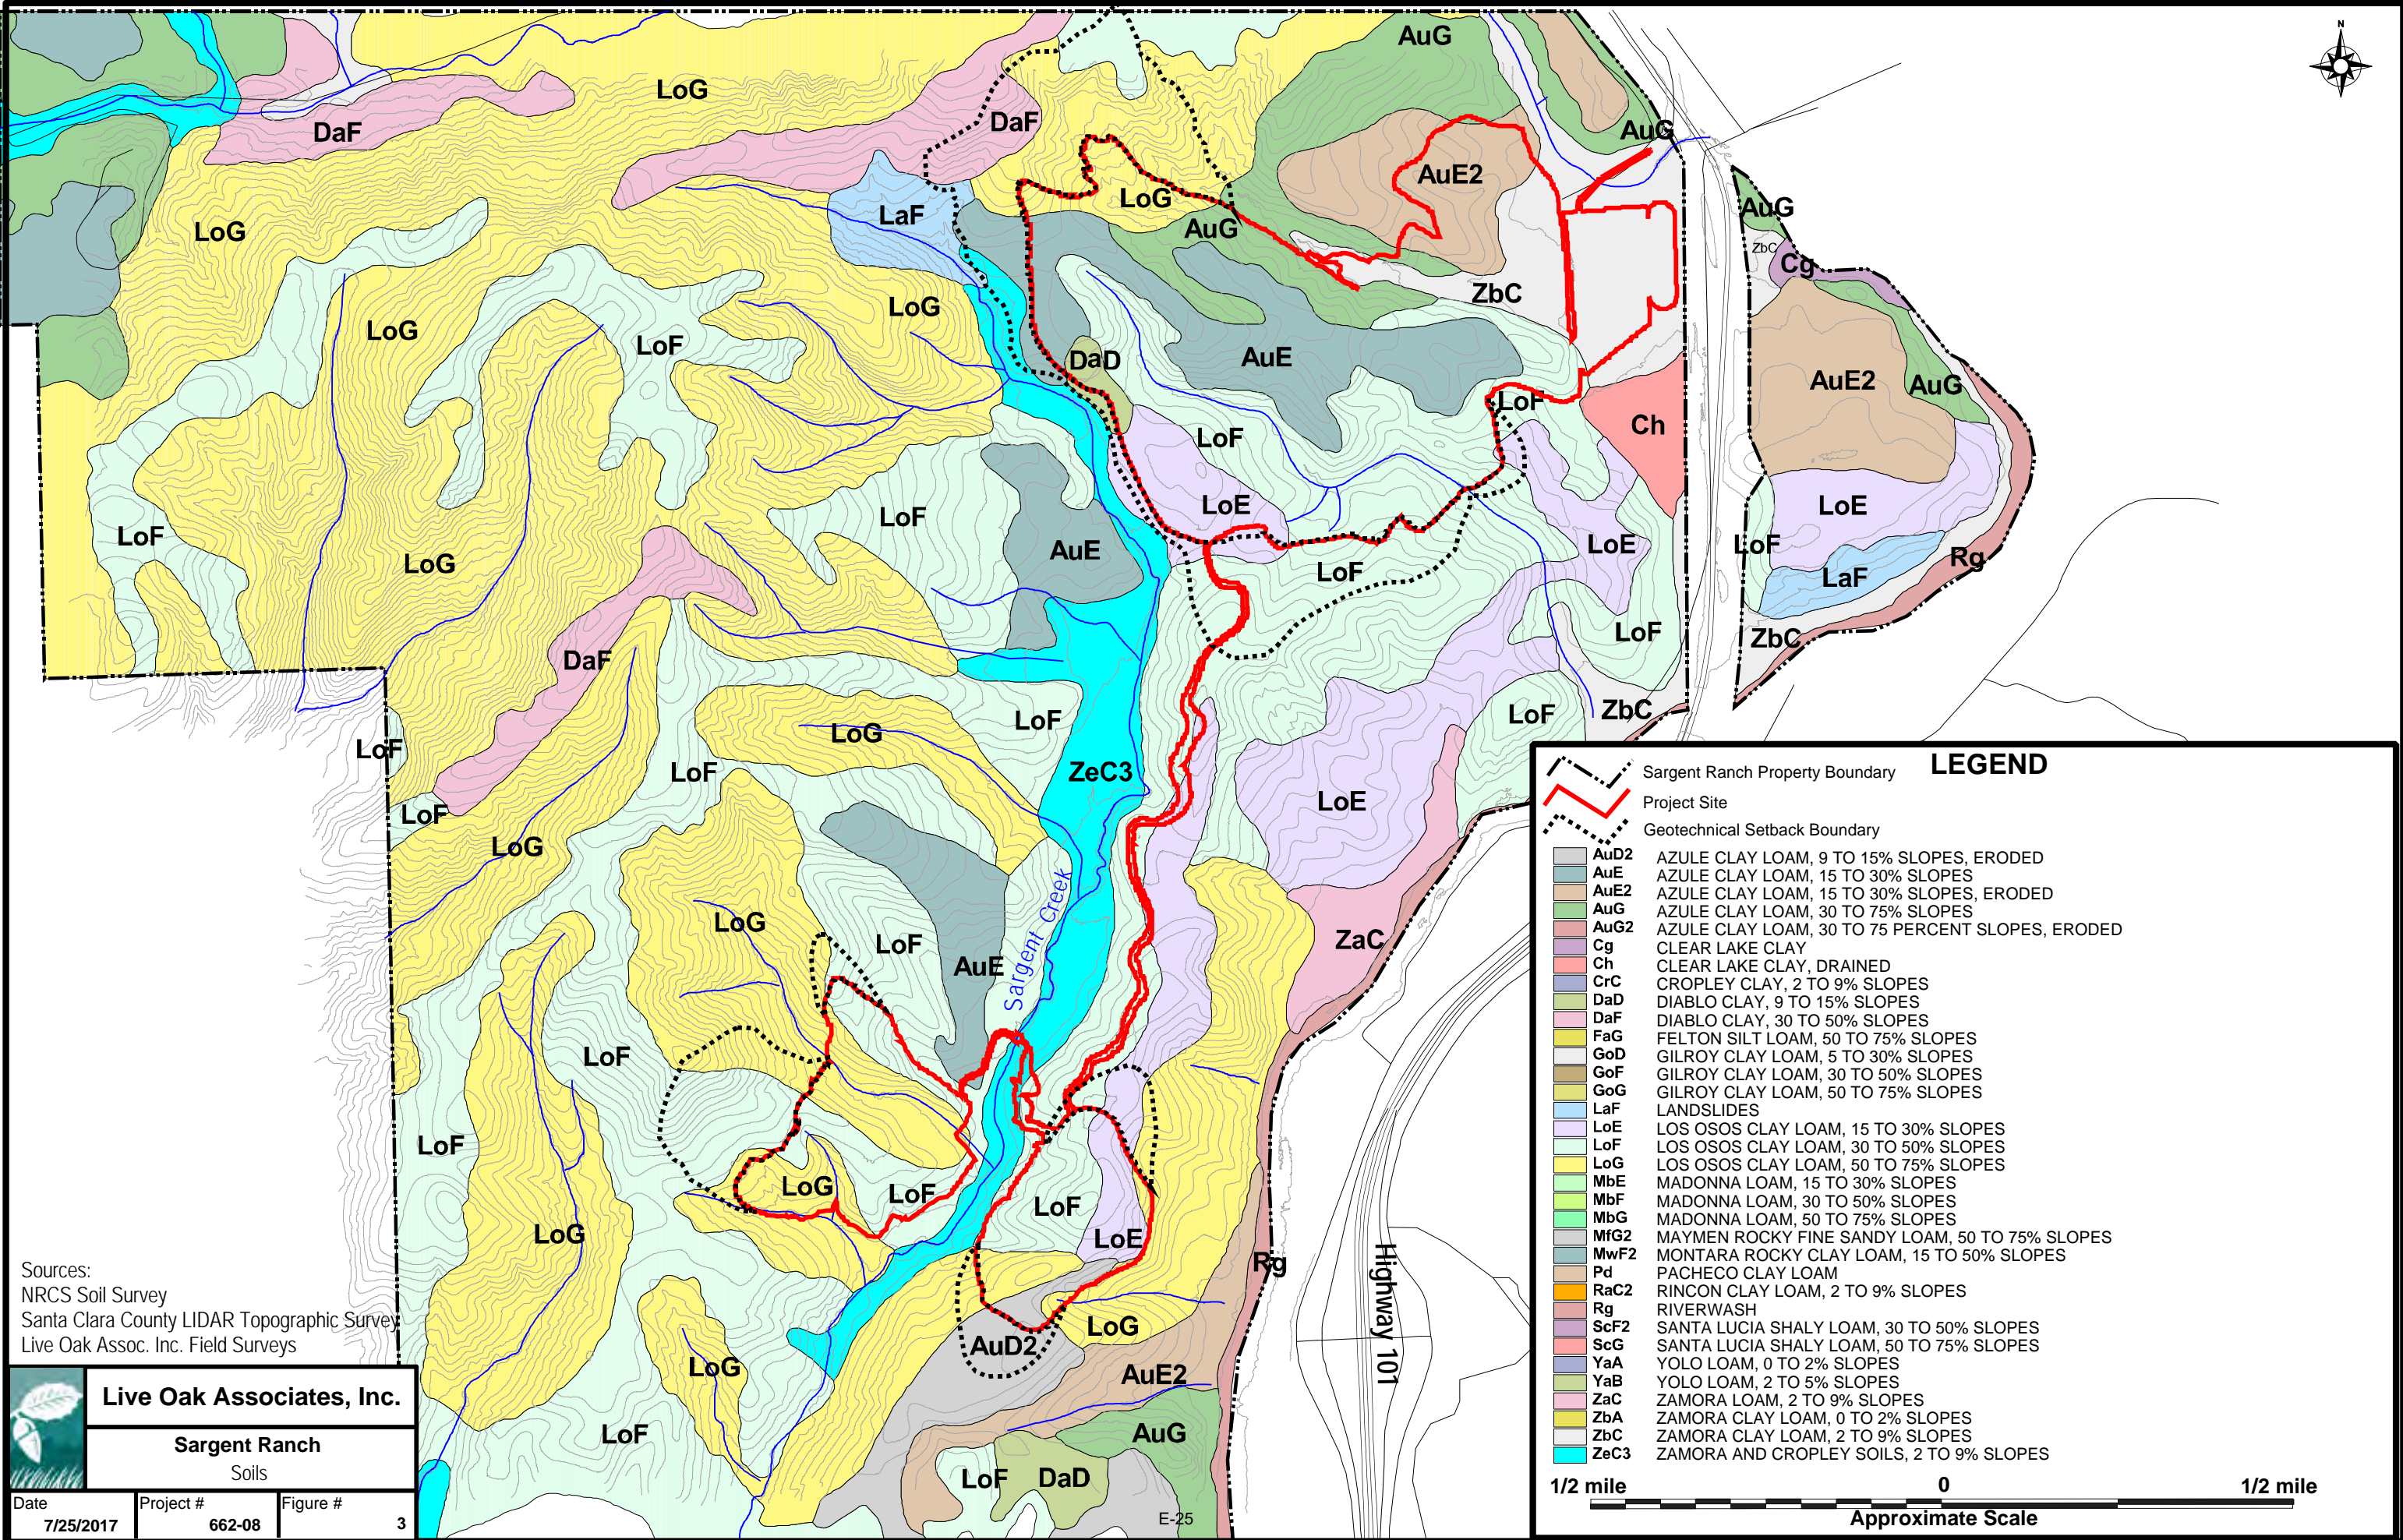 N
AuG
LoG
DaF
DaF
AuG
AuE2
LoG
LaF
AuG
AuG
LoG
ZbC
Cg
ZbC
LoG
LoG
LoF
DaD
AuE
AuE2
AuG
LoF
Ch
LoF
LoE
LoE
LoF
LoF
AuE
LoE
LoF
Rg
LoG
LoF
LaF
LoF
ZbC
DaF
LoF
LoF
ZbC
LoG
LoF
LoF
ZeC3
LoE
LoF
LoG
LoG
LoF
ZaC
AuE
Sargent Creek
LoF
LoF
LoG
LoF
LoF
LoG
LoE
Rg
Highway 101
LoG
AuD2
LoG
AuE2
LoF
AuG
LoF
DaD
E-25
LEGEND
Sargent Ranch Property Boundary
Project Site
Geotechnical Setback Boundary
AuD2 AZULE CLAY LOAM, 9 TO 15% SLOPES, ERODED
AuE AZULE CLAY LOAM, 15 TO 30% SLOPES
AuE2 AZULE CLAY LOAM, 15 TO 30% SLOPES, ERODED
AuG AZULE CLAY LOAM, 30 TO 75% SLOPES
AuG2 AZULE CLAY LOAM, 30 TO 75 PERCENT SLOPES, ERODED
Cg CLEAR LAKE CLAY
Ch CLEAR LAKE CLAY, DRAINED
CrC CROPLEY CLAY, 2 TO 9% SLOPES
DaD DIABLO CLAY, 9 TO 15% SLOPES
DaF DIABLO CLAY, 30 TO 50% SLOPES
FaG FELTON SILT LOAM, 50 TO 75% SLOPES
GoD GILROY CLAY LOAM, 5 TO 30% SLOPES
GoF GILROY CLAY LOAM, 30 TO 50% SLOPES
GoG GILROY CLAY LOAM, 50 TO 75% SLOPES
LaF LANDSLIDES
LoE LOS OSOS CLAY LOAM, 15 TO 30% SLOPES
LoF LOS OSOS CLAY LOAM, 30 TO 50% SLOPES
LoG LOS OSOS CLAY LOAM, 50 TO 75% SLOPES
MbE MADONNA LOAM, 15 TO 30% SLOPES
MbF MADONNA LOAM, 30 TO 50% SLOPES
MbG MADONNA LOAM, 50 TO 75% SLOPES
MfG2 MAYMEN ROCKY FINE SANDY LOAM, 50 TO 75% SLOPES
MwF2 MONTARA ROCKY CLAY LOAM, 15 TO 50% SLOPES
Pd PACHECO CLAY LOAM
RaC2 RINCON CLAY LOAM, 2 TO 9% SLOPES
Rg RIVERWASH
ScF2 SANTA LUCIA SHALY LOAM, 30 TO 50% SLOPES
ScG SANTA LUCIA SHALY LOAM, 50 TO 75% SLOPES
YaA YOLO LOAM, 0 TO 2% SLOPES
YaB YOLO LOAM, 2 TO 5% SLOPES
ZaC ZAMORA LOAM, 2 TO 9% SLOPES
ZbA ZAMORA CLAY LOAM, 0 TO 2% SLOPES
ZbC ZAMORA CLAY LOAM, 2 TO 9% SLOPES
ZeC3 ZAMORA AND CROPLEY SOILS, 2 TO 9% SLOPES
1/2 mile 0 1/2 mile
Approximate Scale
Sources:
NRCS Soil Survey
Santa Clara County LIDAR Topographic Survey
Live Oak Assoc. Inc. Field Surveys
Live Oak Associates, Inc.
Sargent Ranch
Soils
Date Project # Figure #
7/25/2017 662-08 3